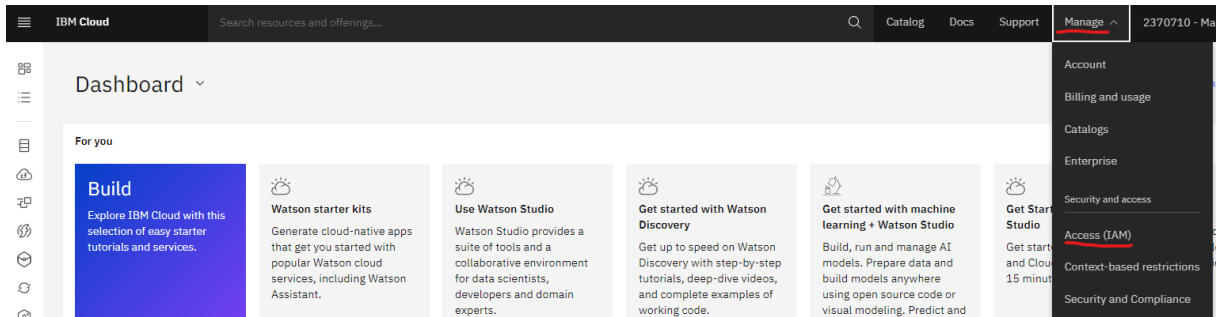 IBM Cloud
Search resources and offerings...
Catalog
Docs
Support
Manage
2370710 - Ma
Dashboard
For you
Build
Explore IBM Cloud with this
selection of easy starter
tutorials and services.
Watson starter kits
Generate cloud-native apps
that get you started with
popular Watson cloud
services, including Watson
Assistant.
Use Watson Studio
Watson Studio provides a
suite of tools and a
collaborative environment
for data scientists,
developers and domain
experts.
Get started with Watson
Discovery
Get up to speed on Watson
Discovery with step-by-step
tutorials, deep-dive videos,
and complete examples of
working code.
Get started with machine
learning + Watson Studio
Build, run and manage AI
models. Prepare data and
build models anywhere
using open source code or
visual modeling. Predict and
Get Start
Studio
Get start
and Clou
15 minut
Account
Billing and usage
Catalogs
Enterprise
Security and access
Access (IAM)
Context-based restrictions
Security and Compliance